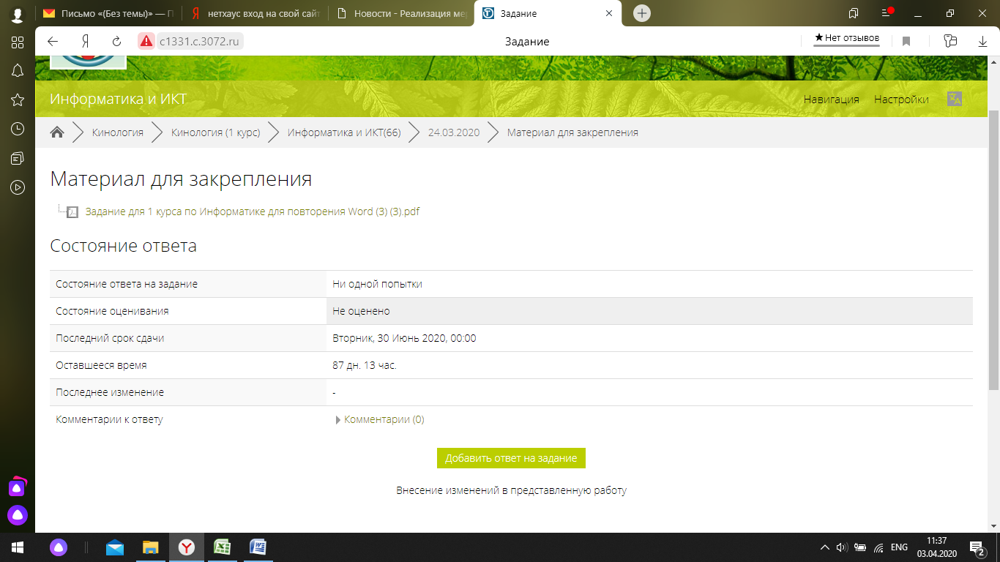 Письмо «(Без темы)» — П
нетхаус вход на свой сайт
Новости - Реализация мер
Задание
c1331.c.3072.ru
Задание
★ Нет отзывов
Информатика и ИКТ
Навигация
Настройки
Кинология
Кинология (1 курс)
Информатика и ИКТ(66)
24.03.2020
Материал для закрепления
Материал для закрепления
Задание для 1 курса по Информатике для повторения Word (3) (3).pdf
Состояние ответа
Состояние ответа на задание
Ни одной попытки
Состояние оценивания
Не оценено
Последний срок сдачи
Вторник, 30 Июнь 2020, 00:00
Оставшееся время
87 дн. 13 час.
Последнее изменение
-
Комментарии к ответу
Комментарии (0)
Добавить ответ на задание
Внесение изменений в представленную работу
ENG
11:37
03.04.2020
2